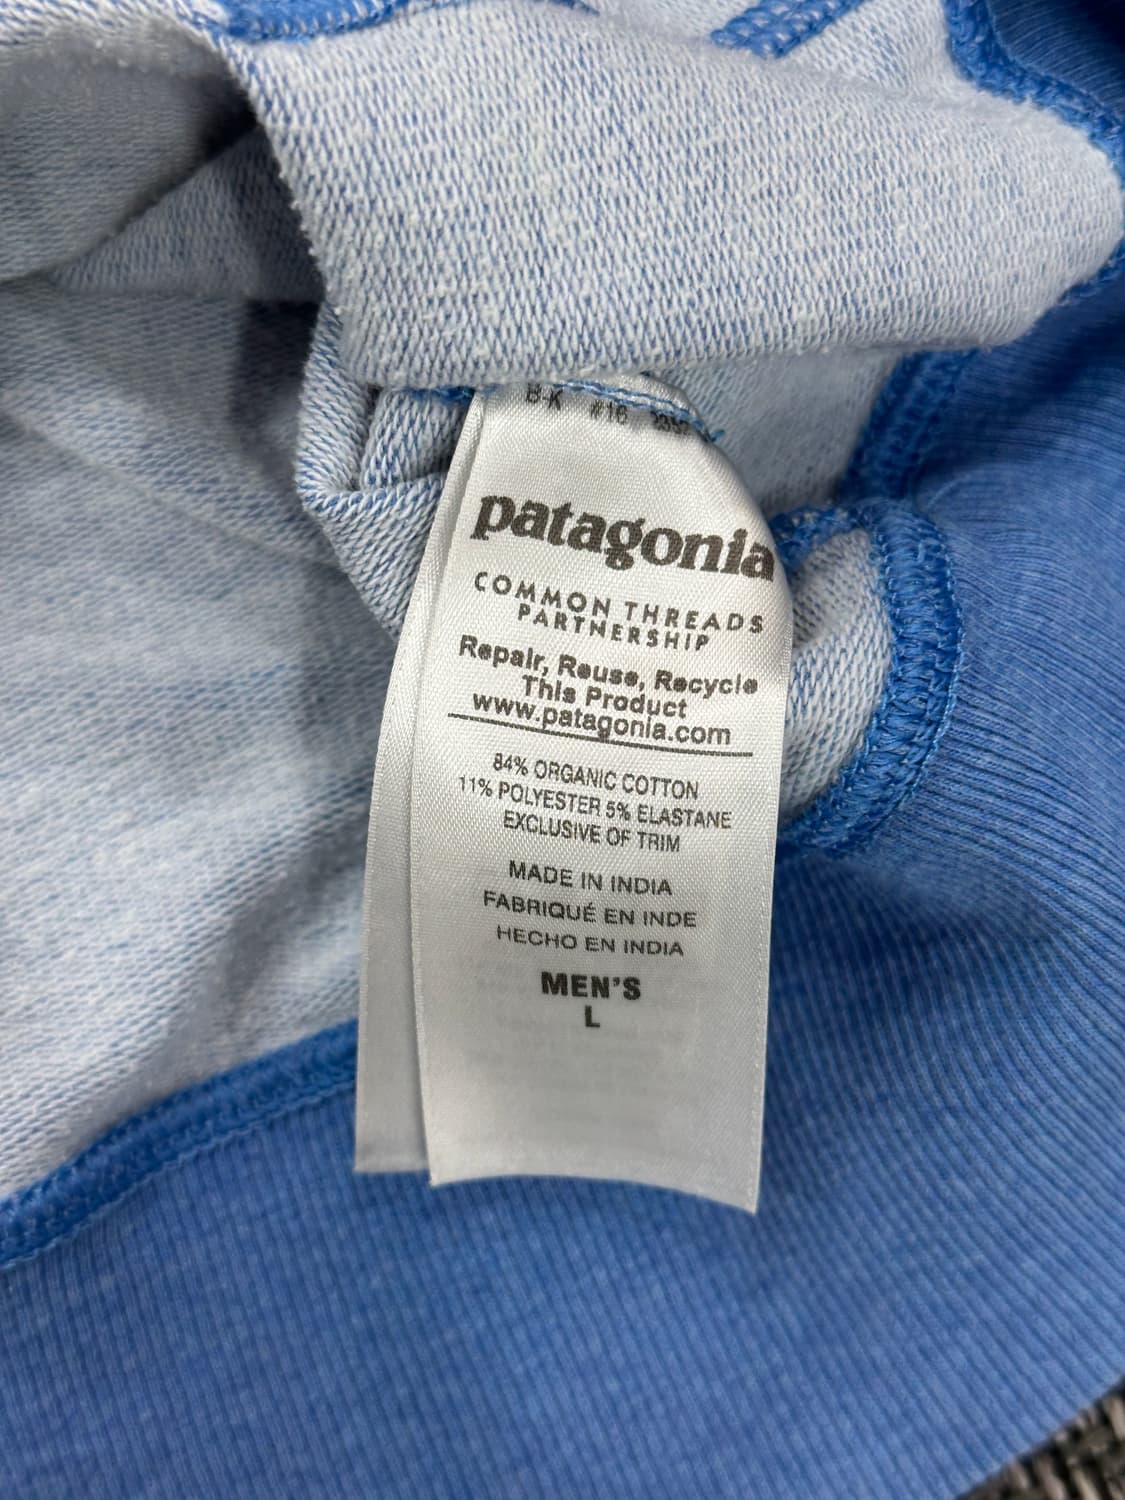 B-K #16
patagonia
COMMON THREADS
PARTNERSHIP
Repair, Reuse, Recycle
This Product
www.patagonia.com
84% ORGANIC COTTON
11% POLYESTER 5% ELASTANE
EXCLUSIVE OF TRIM
MADE IN INDIA
FABRIQUÉ EN INDE
HECHO EN INDIA
MEN'S
L